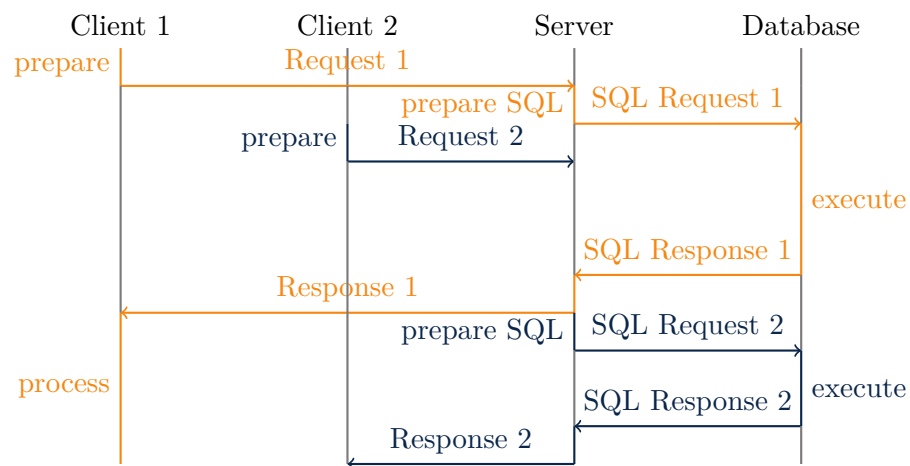 Client 1
Client 2
Server
Database
prepare
Request 1
prepare SQL
SQL Request 1
prepare
Request 2
execute
SQL Response 1
Response 1
prepare SQL
SQL Request 2
process
execute
SQL Response 2
Response 2